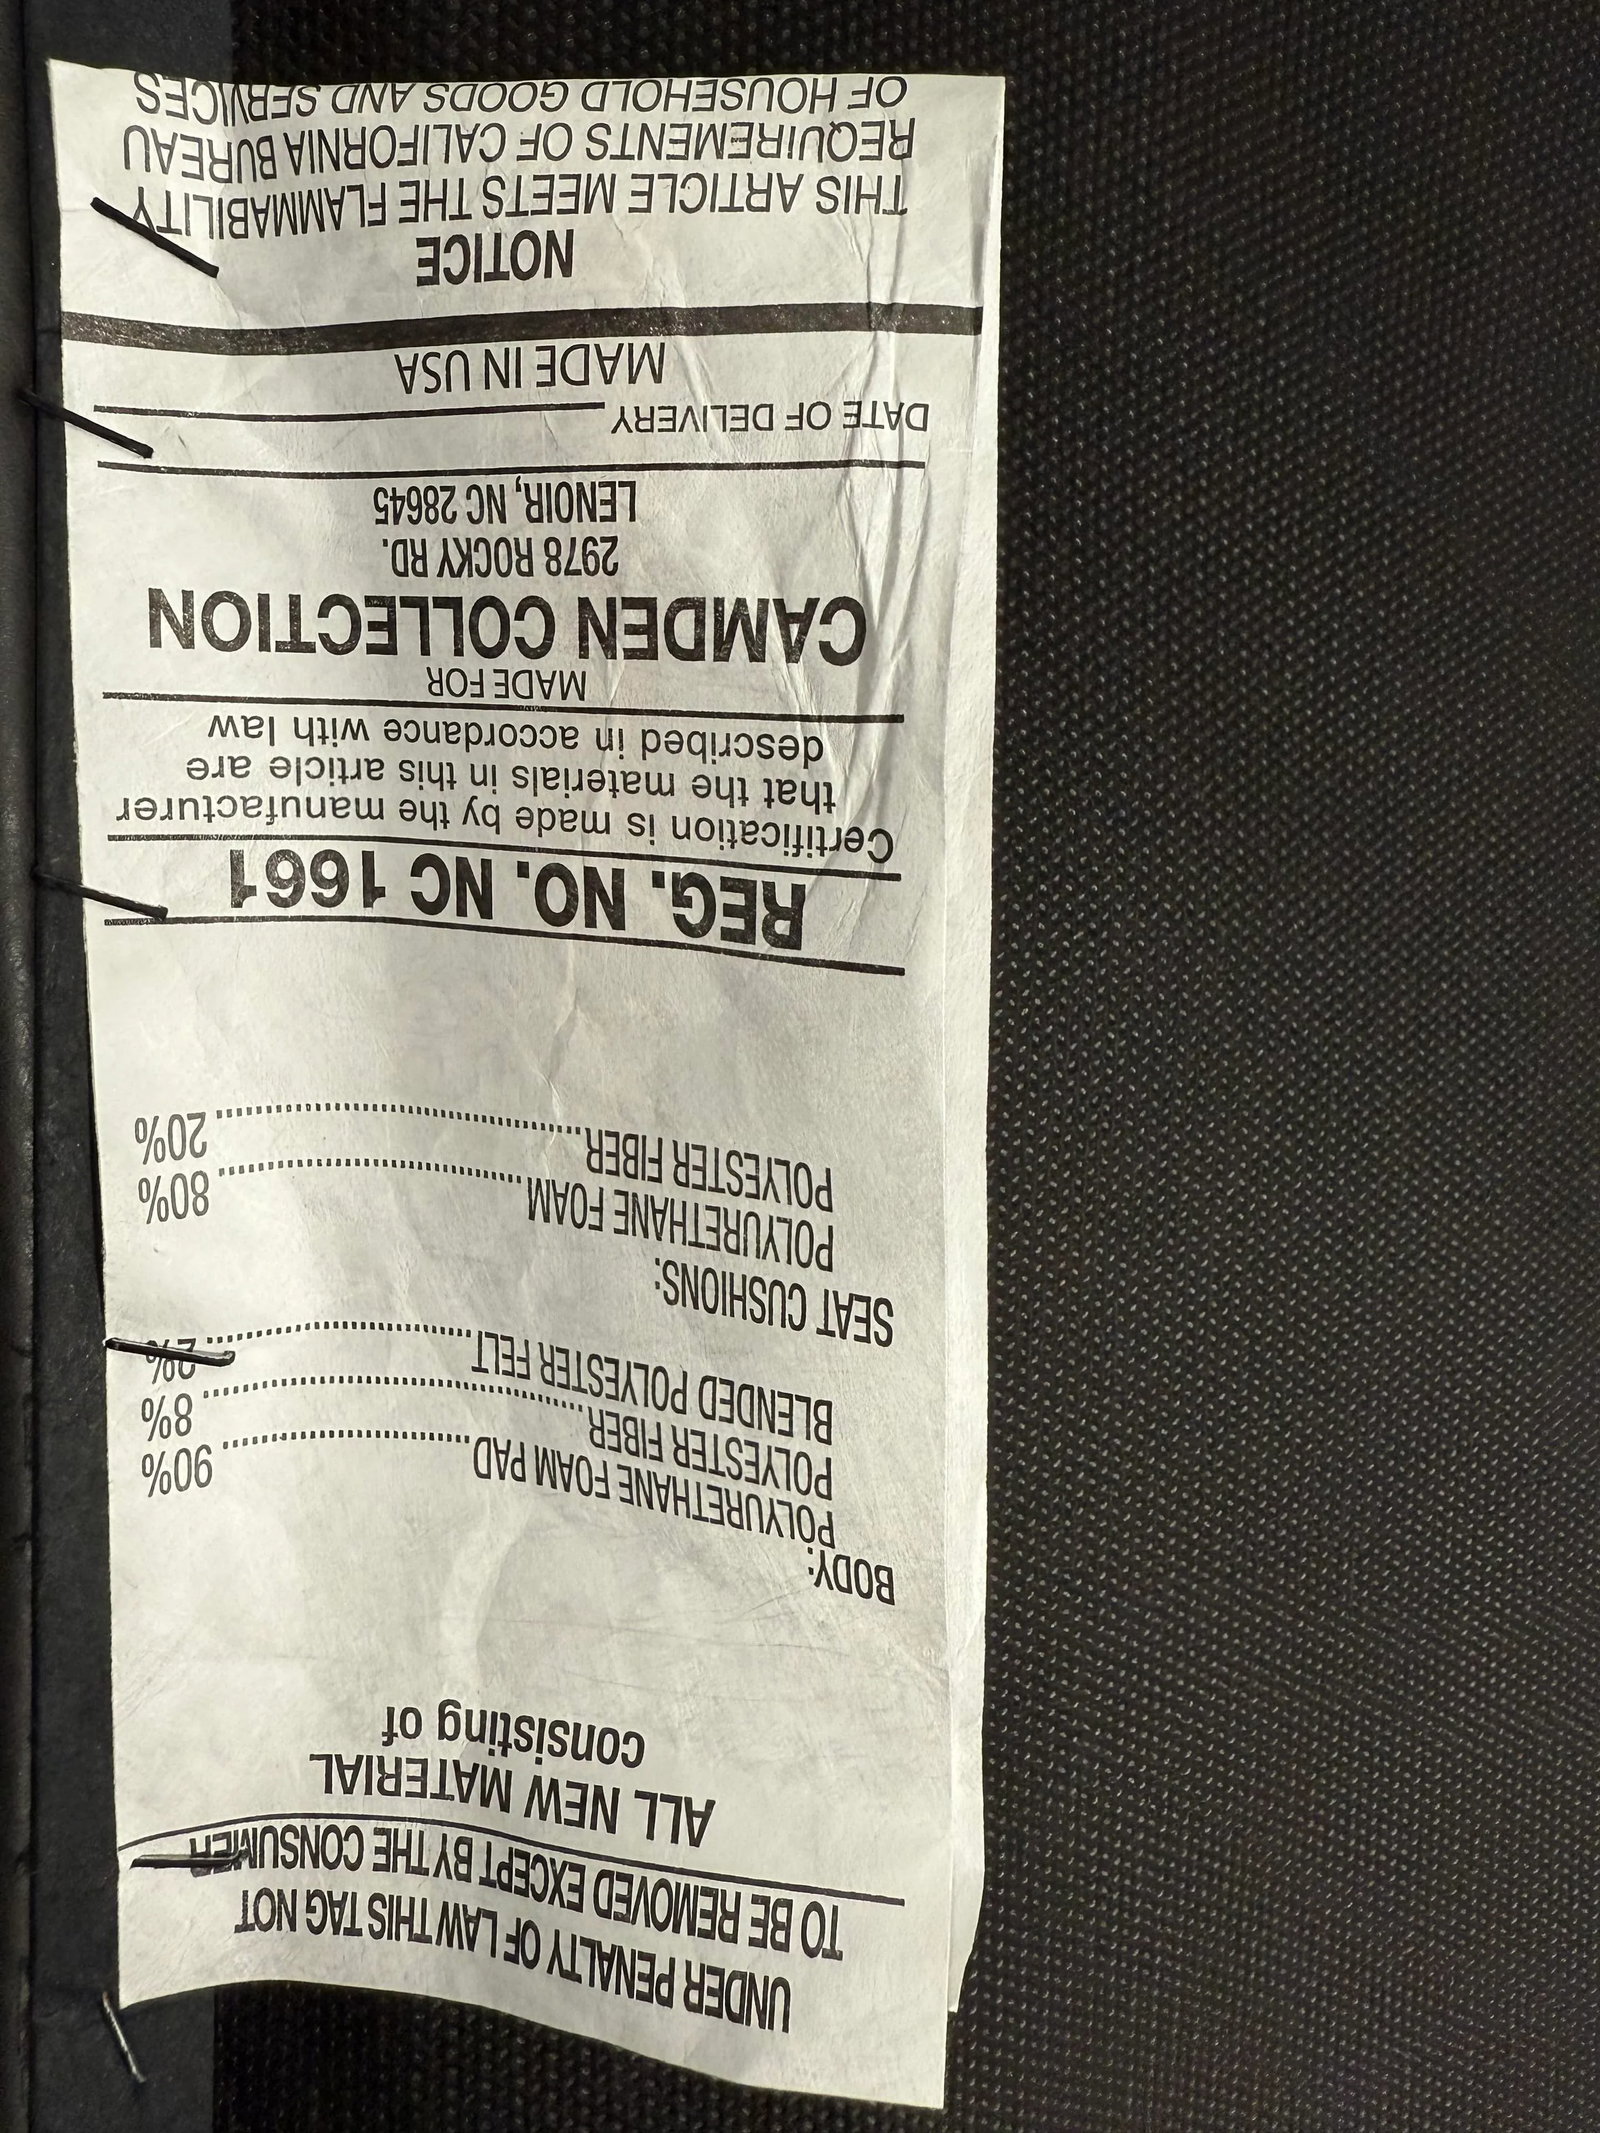 UNDER PENALTY OF LAW THIS TAG NOT
TO BE REMOVED EXCEPT BY THE CONSUMER
ALL NEW MATERIAL
consisting of
BODY:
POLYURETHANE FOAM PAD 90%
POLYESTER FIBER 8%
BLENDED POLYESTER FELT 2%
SEAT CUSHIONS:
POLYURETHANE FOAM 80%
POLYESTER FIBER 20%
REG. NO. NC 1661
Certification is made by the manufacturer
that the materials in this article are
described in accordance with law
MADE FOR
CAMDEN COLLECTION
2978 ROCKY RD.
LENOIR, NC 28645
DATE OF DELIVERY
MADE IN USA
NOTICE
THIS ARTICLE MEETS THE FLAMMABILITY
REQUIREMENTS OF CALIFORNIA BUREAU
OF HOUSEHOLD GOODS AND SERVICES